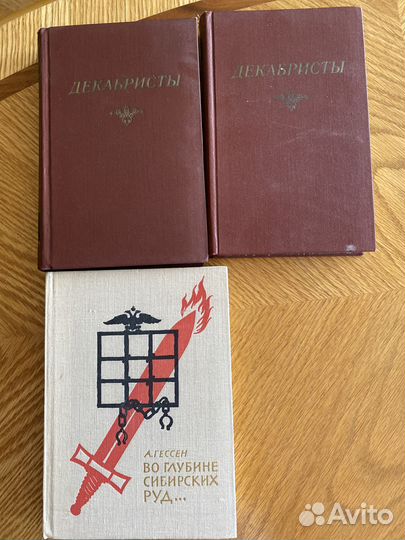 ДЕКАБРИСТЫ
ДЕКАБРИСТЫ
А. ГЕССЕН
ВО ГЛУБИНЕ
СИБИРСКИХ
РУД...
Avito